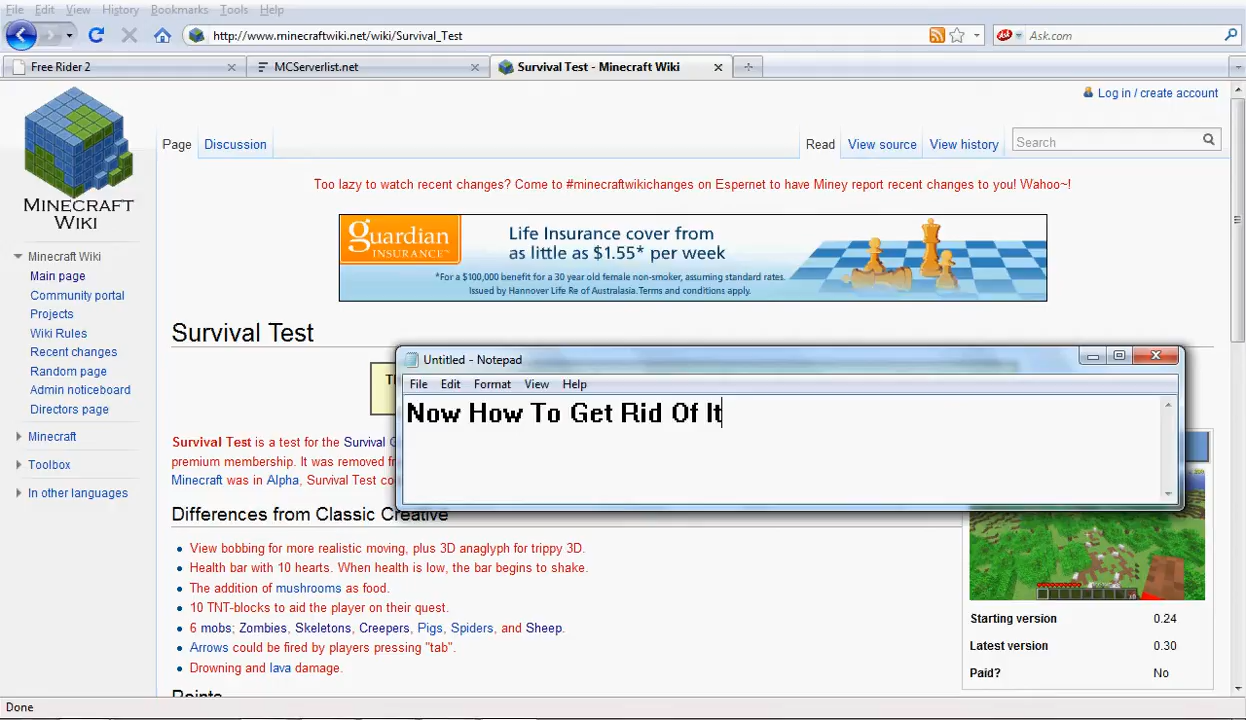 File Edit View History Bookmarks Tools Help
http://www.minecraftwiki.net/wiki/Survival_Test
Ask.com
Free Rider 2
MCServerlist.net
Survival Test - Minecraft Wiki
Log in / create account
MINECRAFT
WIKI
Page Discussion
Read View source View history
Search
Too lazy to watch recent changes? Come to #minecraftwikichanges on Espernet to have Miney report recent changes to you! Wahoo~!
guardian
INSURANCE
Life Insurance cover from
as little as $1.55* per week
*For a $100,000 benefit for a 30 year old female non-smoker, assuming standard rates.
Issued by Hannover Life Re of Australasia.Terms and conditions apply.
Minecraft Wiki
Main page
Community portal
Projects
Wiki Rules
Recent changes
Random page
Admin noticeboard
Directors page
Minecraft
Toolbox
In other languages
Survival Test
Untitled - Notepad
File Edit Format View Help
Now How To Get Rid Of It
Survival Test is a test for the Survival
premium membership. It was removed
Minecraft was in Alpha, Survival Test
Differences from Classic Creative
View bobbing for more realistic moving, plus 3D anaglyph for trippy 3D.
Health bar with 10 hearts. When health is low, the bar begins to shake.
The addition of mushrooms as food.
10 TNT-blocks to aid the player on their quest.
6 mobs; Zombies, Skeletons, Creepers, Pigs, Spiders, and Sheep.
Arrows could be fired by players pressing "tab".
Drowning and lava damage.
Points
Starting version 0.24
Latest version 0.30
Paid? No
Done